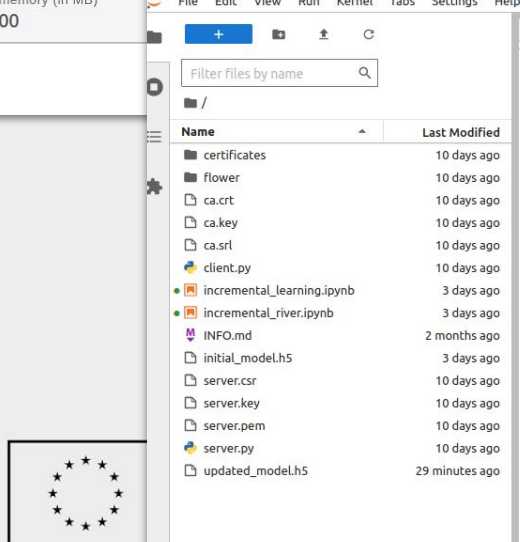 memory (in MB)
00
File Edit View Run Kernel Tabs Settings Help
+
Filter files by name
/
Name Last Modified
certificates 10 days ago
flower 10 days ago
ca.crt 10 days ago
ca.key 10 days ago
ca.srl 10 days ago
client.py 10 days ago
incremental_learning.ipynb 3 days ago
incremental_river.ipynb 3 days ago
INFO.md 2 months ago
initial_model.h5 3 days ago
server.csr 10 days ago
server.key 10 days ago
server.pem 10 days ago
server.py 10 days ago
updated_model.h5 29 minutes ago